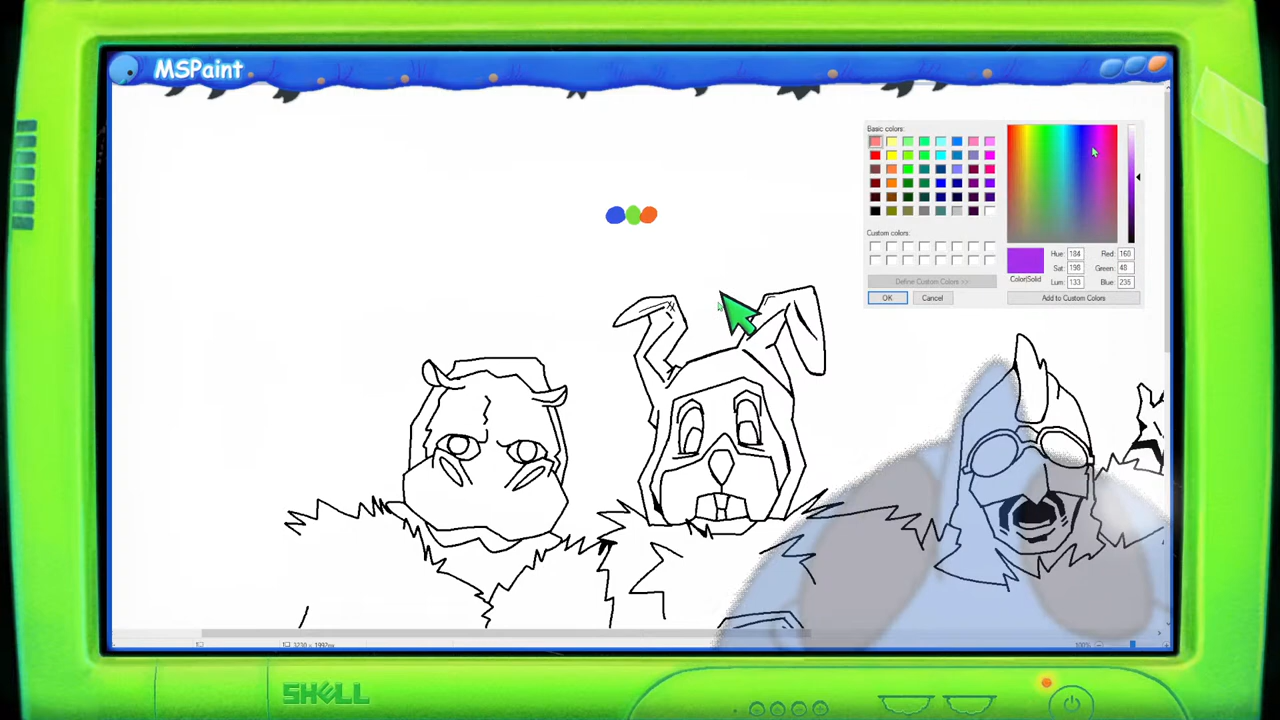 MSPaint
Basic colors:
Custom colors:
Define Custom Colors >>
OK
Cancel
Color|Solid
Hue: 184
Sat: 198
Lum: 133
Red: 160
Green: 48
Blue: 235
Add to Custom Colors
100%
SHELL